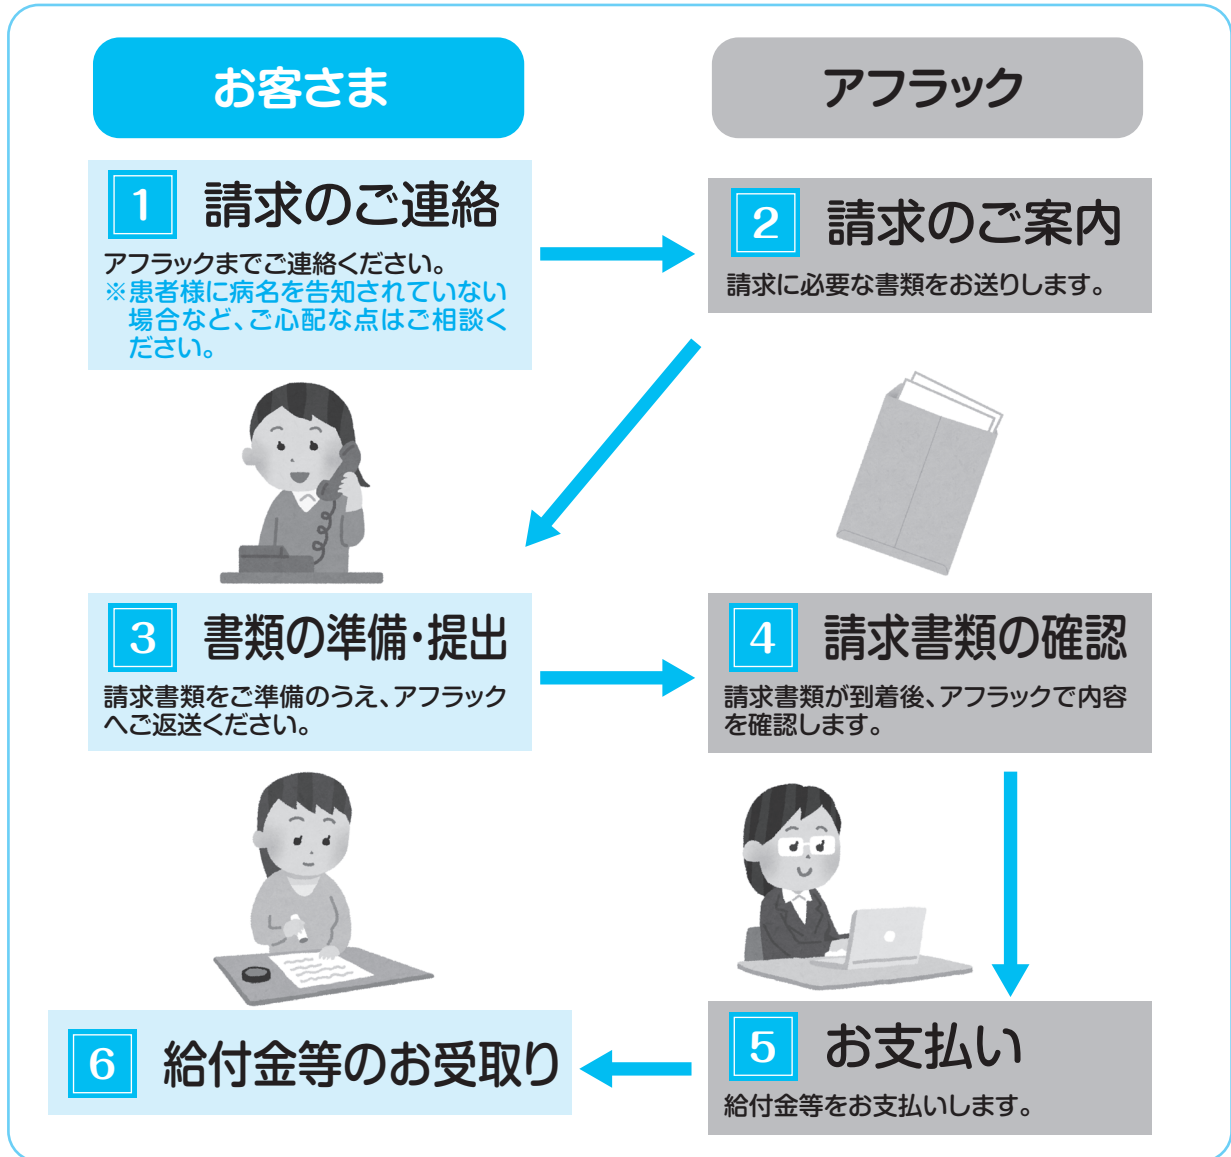 お客さま
アフラック
1 請求のご連絡
アフラックまでご連絡ください。
※患者様に病名を告知されていない
場合など、ご心配な点はご相談く
ださい。
2 請求のご案内
請求に必要な書類をお送りします。
3 書類の準備・提出
請求書類をご準備のうえ、アフラック
へご返送ください。
4 請求書類の確認
請求書類が到着後、アフラックで内容
を確認します。
5 お支払い
給付金等をお支払いします。
6 給付金等のお受取り